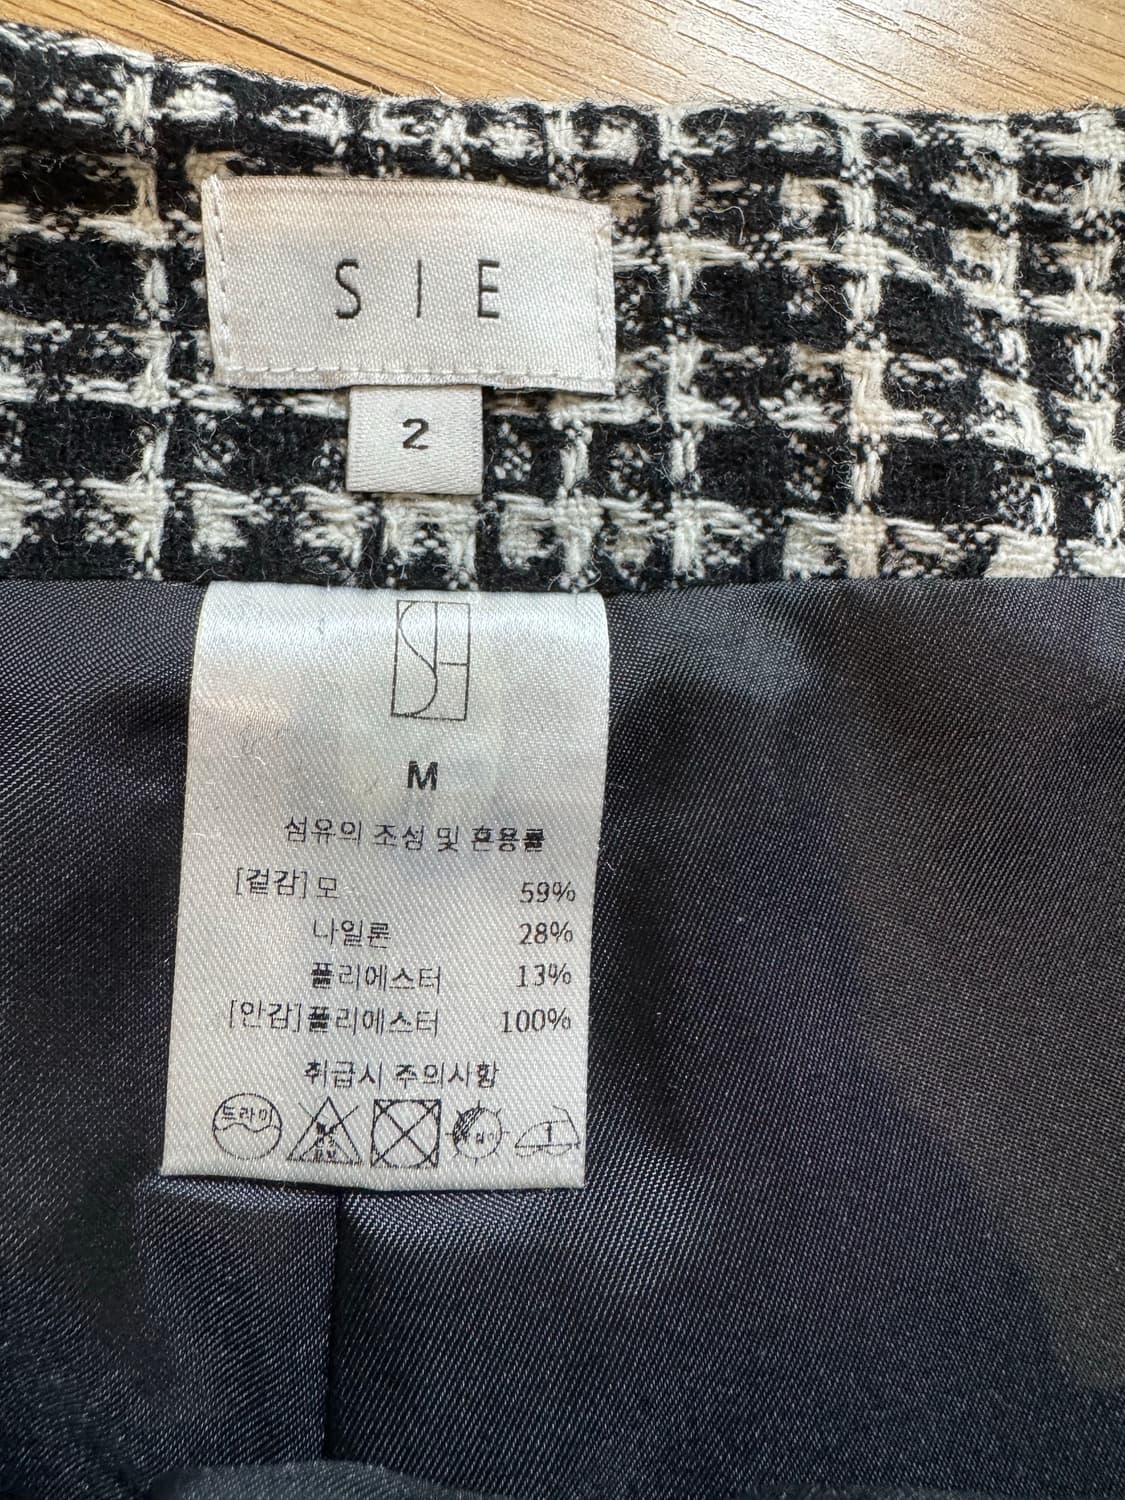 SIE
2
M
섬유의 조성 및 혼용률
[겉감] 모 59%
나일론 28%
폴리에스터 13%
[안감] 폴리에스터 100%
취급시 주의사항
드라이